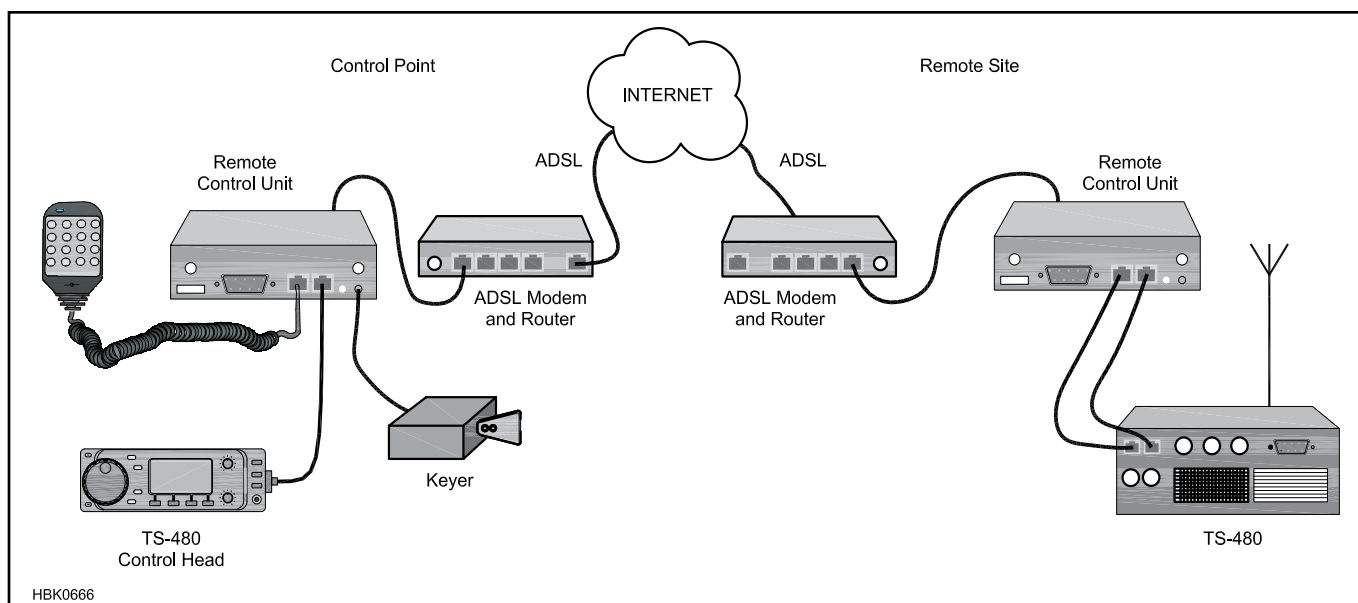 Control Point
Remote Site
INTERNET
ADSL
ADSL
Remote
Control Unit
Remote
Control Unit
ADSL Modem
and Router
ADSL Modem
and Router
Keyer
TS-480
Control Head
TS-480
HBK0666